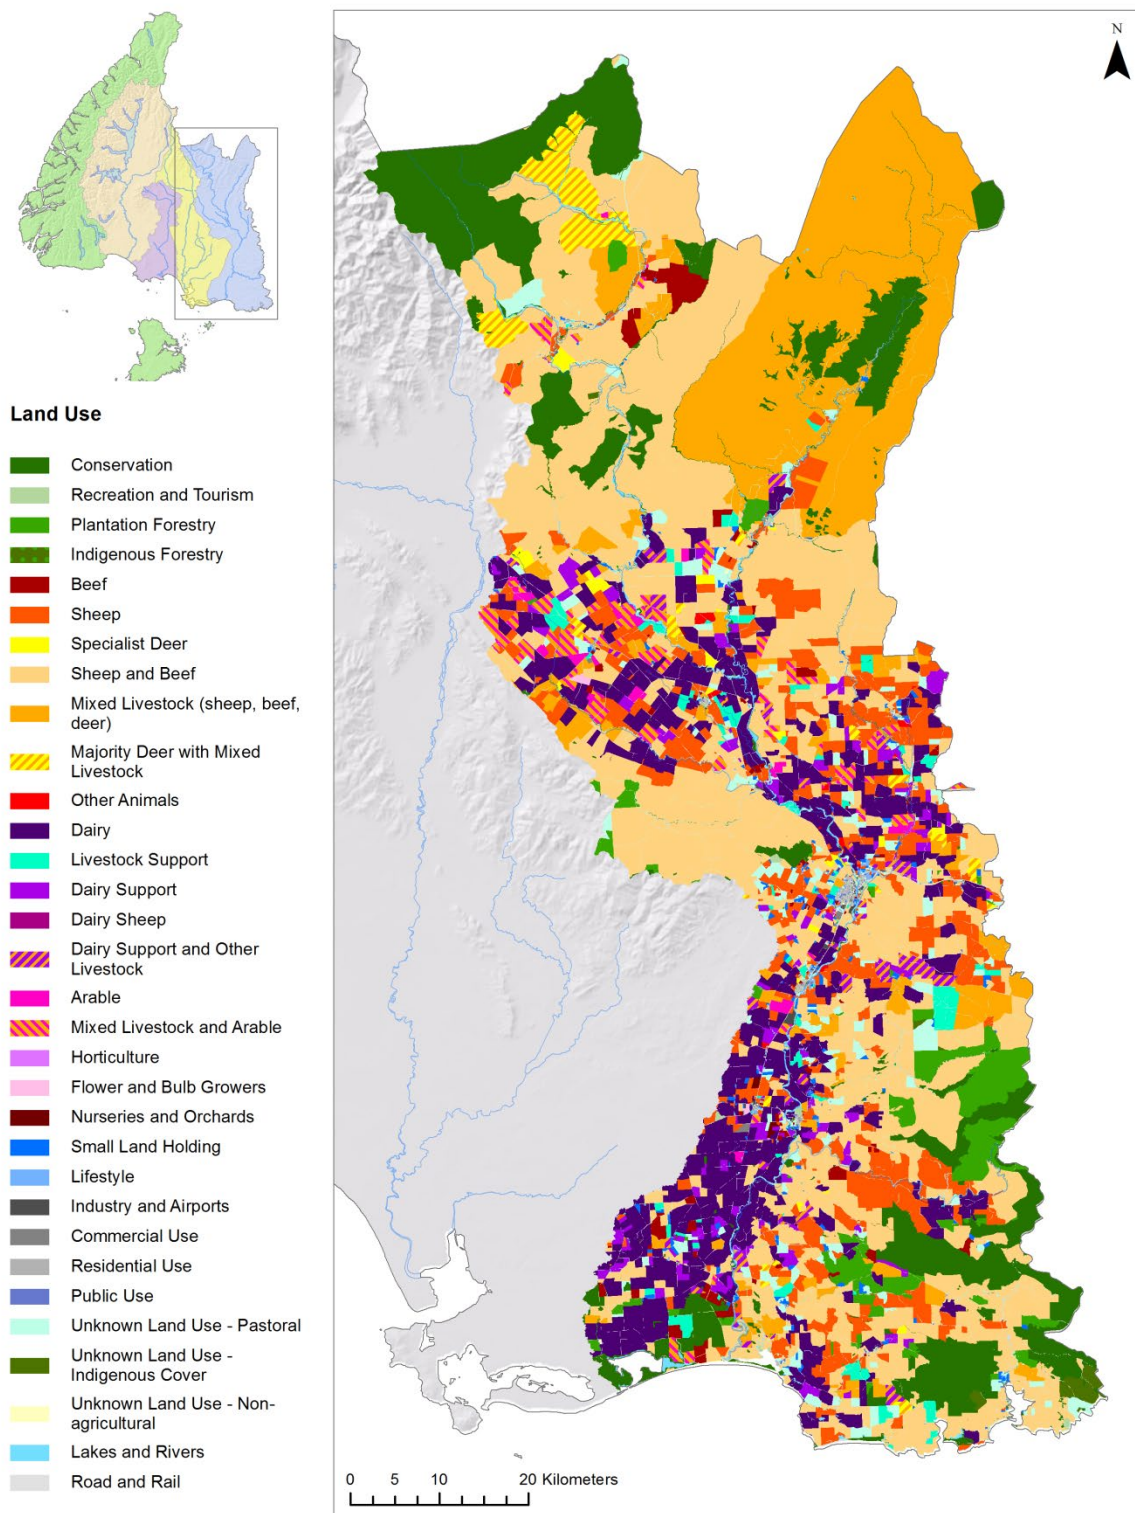 N
Land Use
Conservation
Recreation and Tourism
Plantation Forestry
Indigenous Forestry
Beef
Sheep
Specialist Deer
Sheep and Beef
Mixed Livestock (sheep, beef,
deer)
Majority Deer with Mixed
Livestock
Other Animals
Dairy
Livestock Support
Dairy Support
Dairy Sheep
Dairy Support and Other
Livestock
Arable
Mixed Livestock and Arable
Horticulture
Flower and Bulb Growers
Nurseries and Orchards
Small Land Holding
Lifestyle
Industry and Airports
Commercial Use
Residential Use
Public Use
Unknown Land Use - Pastoral
Unknown Land Use -
Indigenous Cover
Unknown Land Use - Non-
agricultural
Lakes and Rivers
Road and Rail
0 5 10 20 Kilometers